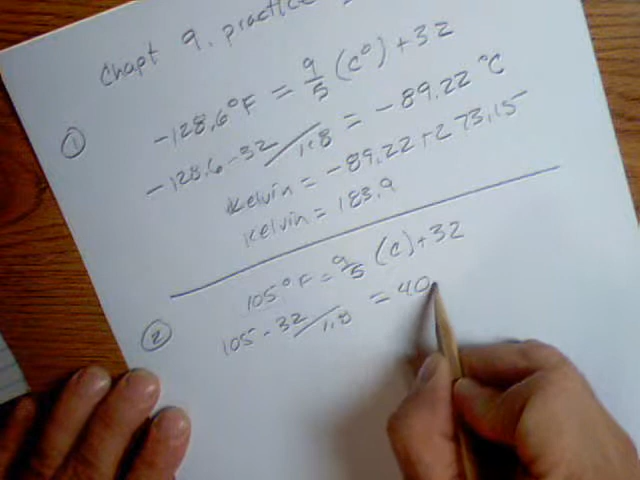 Chapt 9. practice
① -128.6°F = 9/5 (C°) + 32
-128.6 - 32 / 1.8 = -89.22 °C
Kelvin = -89.22 + 273.15
Kelvin = 183.9
② 105°F = 9/5 (C) + 32
105 - 32 / 1.8 = 40